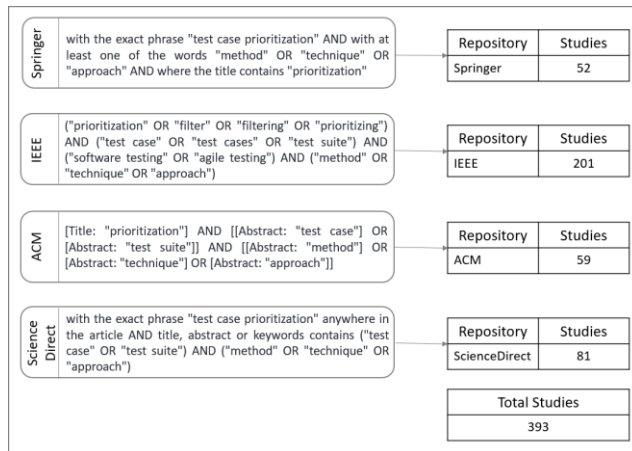 Springer
with the exact phrase "test case prioritization" AND with at
least one of the words "method" OR "technique" OR
"approach" AND where the title contains "prioritization"
Repository Studies
Springer 52
IEEE
("prioritization" OR "filter" OR "filtering" OR "prioritizing")
AND ("test case" OR "test cases" OR "test suite") AND
("software testing" OR "agile testing") AND ("method" OR
"technique" OR "approach")
Repository Studies
IEEE 201
ACM
[Title: "prioritization"] AND [[Abstract: "test case"] OR
[Abstract: "test suite"]] AND [[Abstract: "method"] OR
[Abstract: "technique"] OR [Abstract: "approach"]]
Repository Studies
ACM 59
Science
Direct
with the exact phrase "test case prioritization" anywhere in
the article AND title, abstract or keywords contains ("test
case" OR "test suite") AND ("method" OR "technique" OR
"approach")
Repository Studies
ScienceDirect 81
Total Studies
393